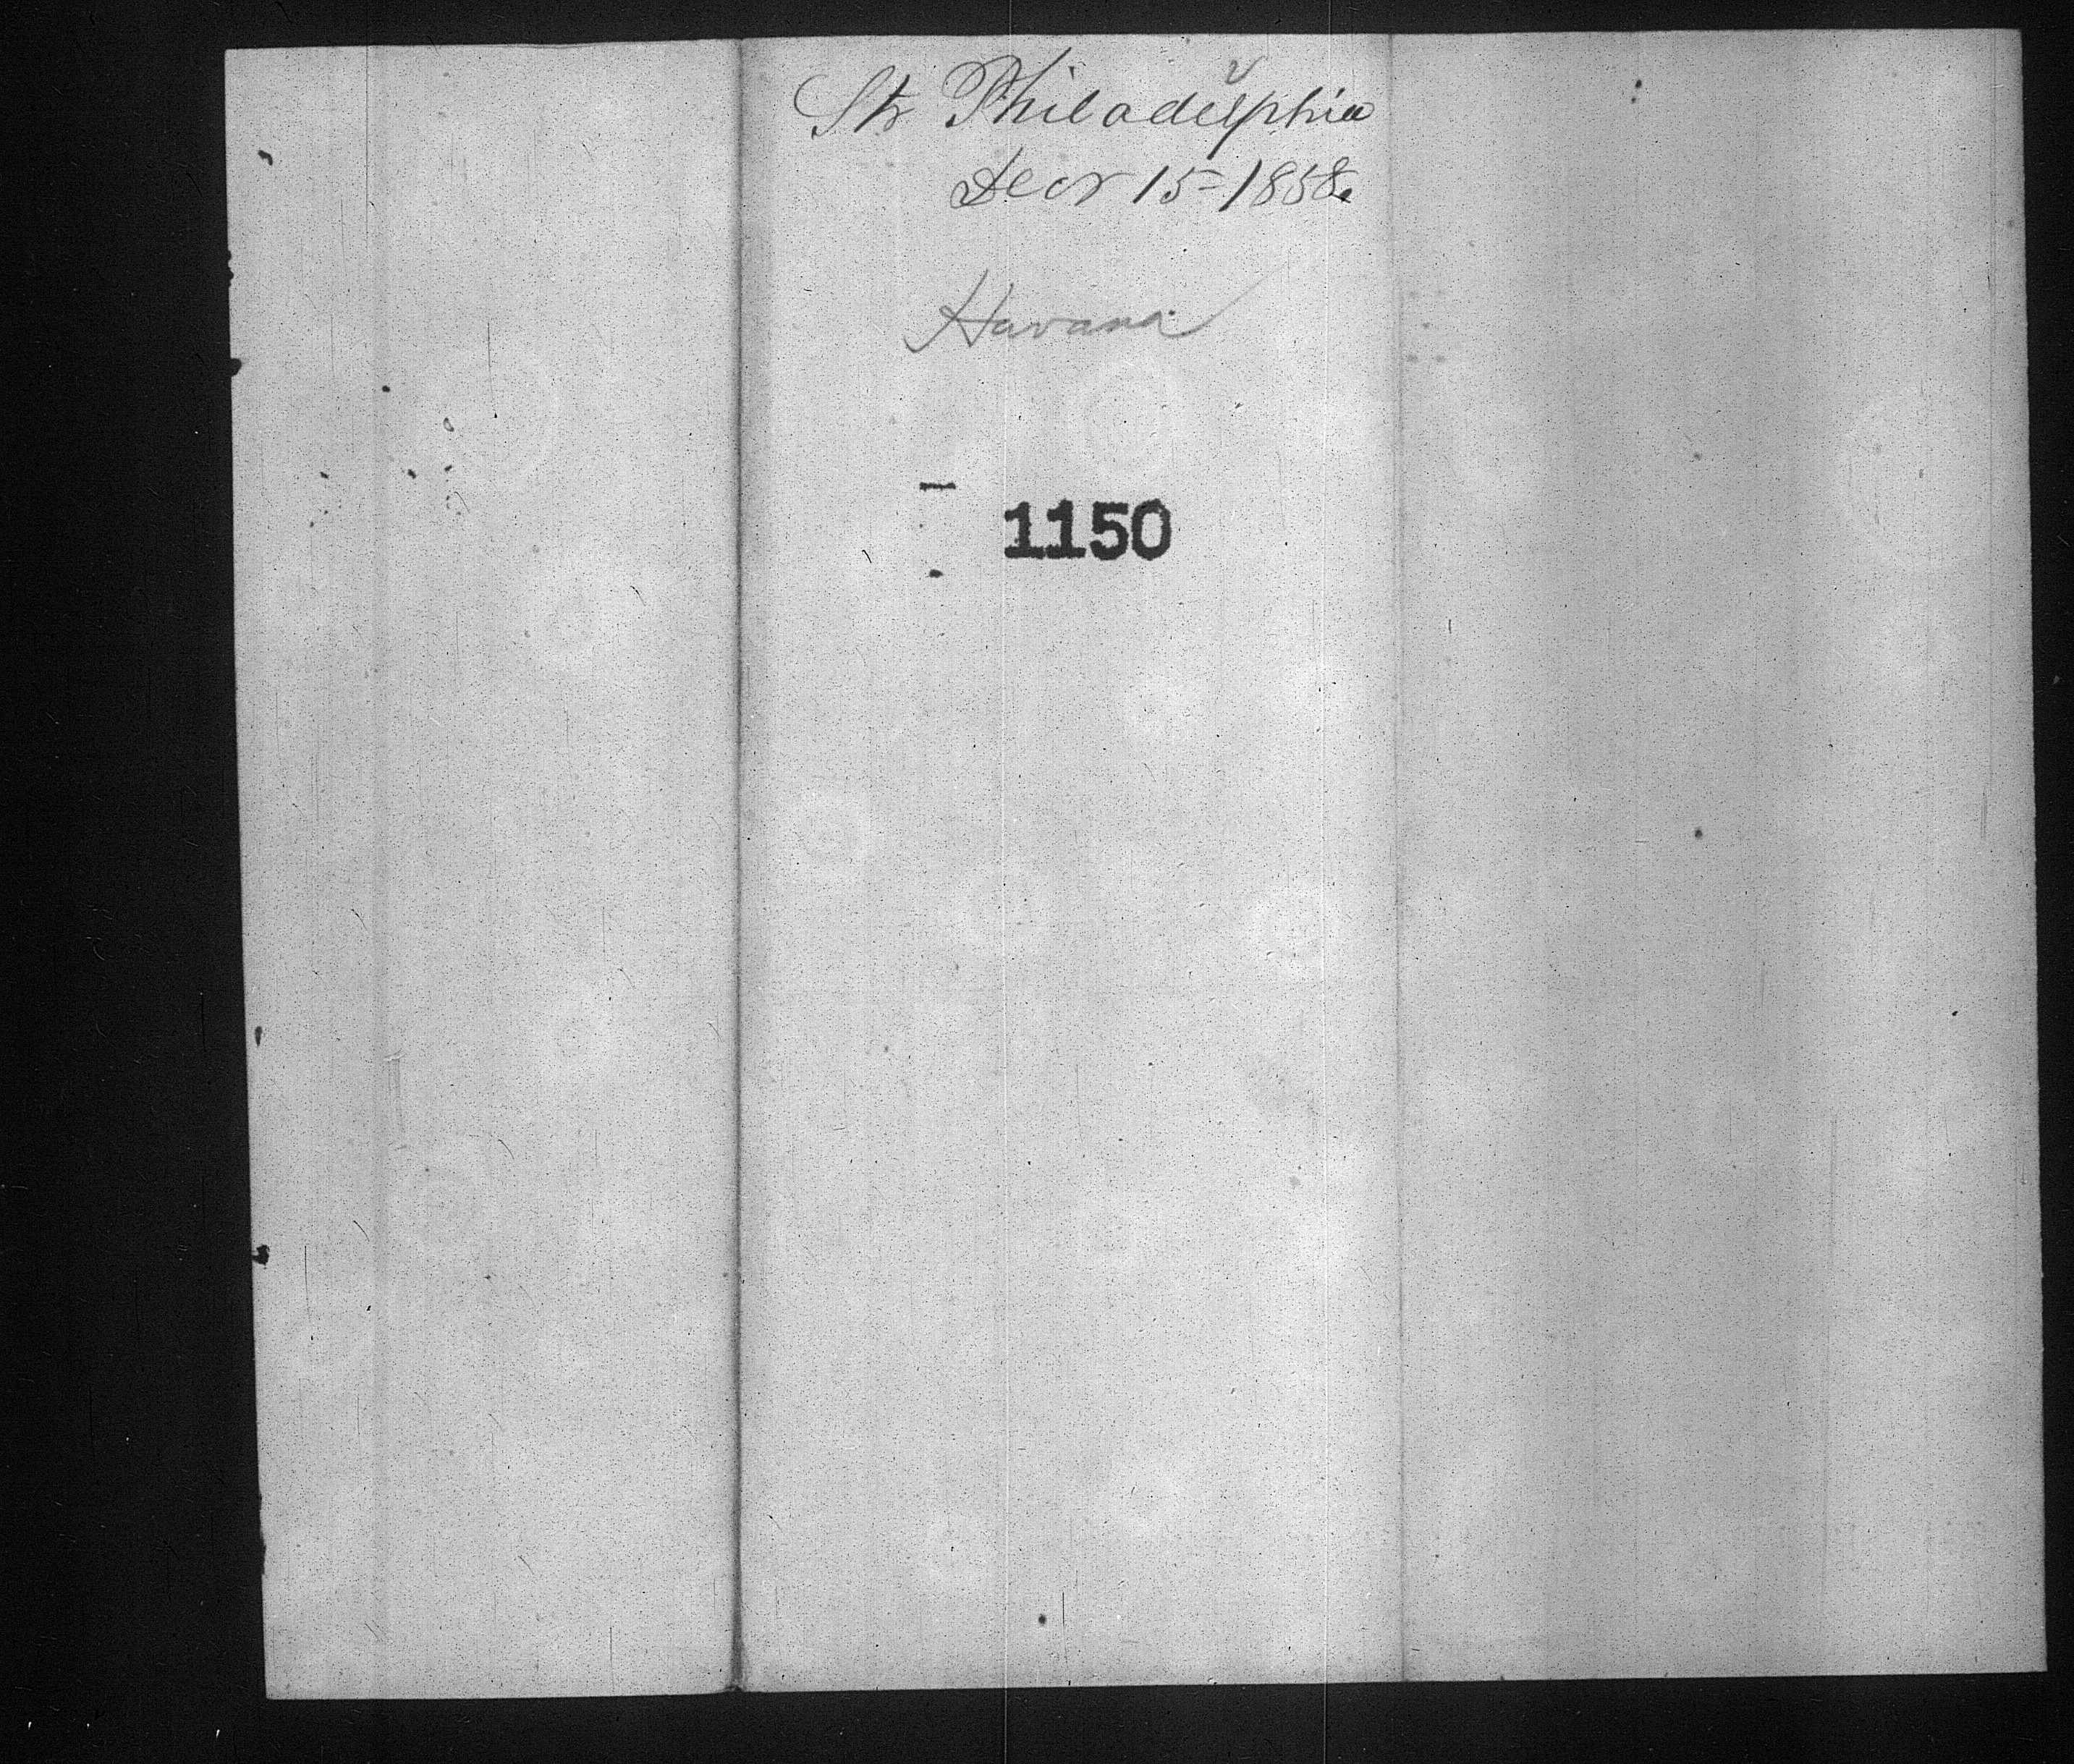 Str Philadelphia
Decr 15 = 1858.
Havana
1150